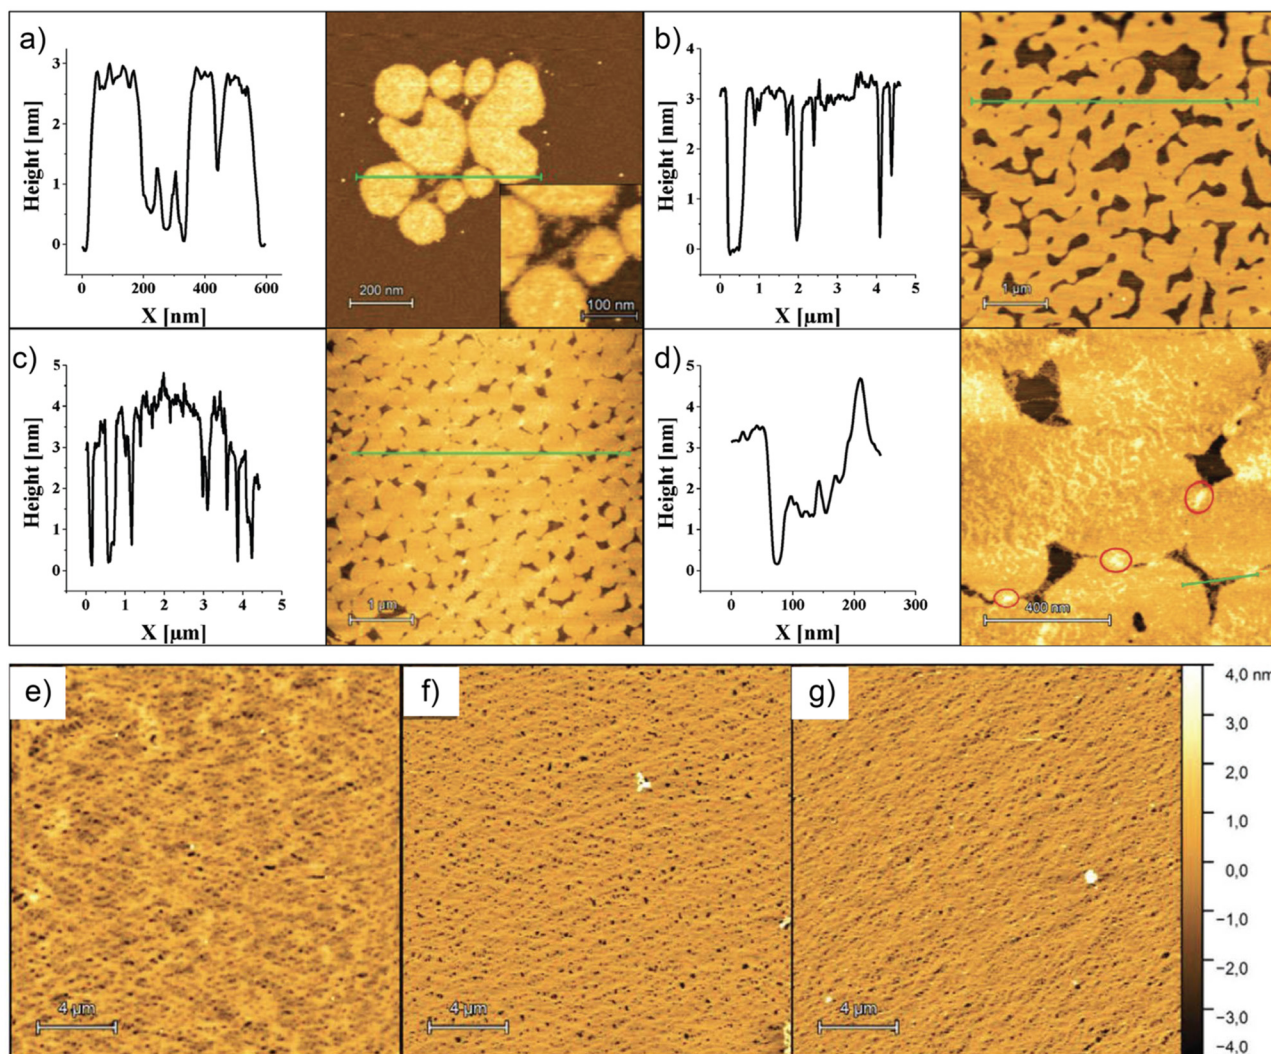 a)
Height [nm]
3
2
1
0
0 200 400 600
X [nm]
200 nm
100 nm
b)
Height [nm]
4
3
2
1
0
0 1 2 3 4 5
X [µm]
1 µm
c)
Height [nm]
5
4
3
2
1
0
0 1 2 3 4 5
X [µm]
1 µm
d)
Height [nm]
5
4
3
2
1
0
0 100 200 300
X [nm]
400 nm
e)
4 µm
f)
4 µm
g)
4 µm
4,0 nm
3,0
2,0
1,0
0,0
−1,0
−2,0
−3,0
−4,0